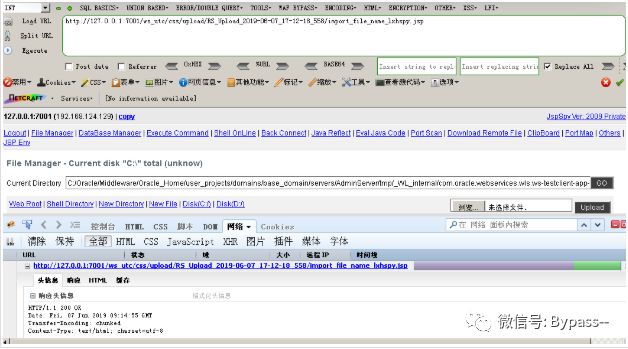 INT SQL BASICS▾ UNION BASED▾ ERROR/DOUBLE QUERY▾ TOOLS▾ WAF BYPASS▾ ENCODING▾ HTML▾ ENCRYPTION▾ OTHER▾ XSS▾ LFI▾
Load URL http://127.0.0.1:7001/ws_utc/css/upload/RS_Upload_2019-06-07_17-12-18_558/import_file_name_lxhspy.jsp
Split URL
Execute
Post data Referrer OxHEX %URL BASE64 Insert string to repl Insert replacing strin Replace All
禁用▾ Cookies▾ CSS▾ 表单▾ 图片▾ 网页信息▾ 其他功能▾ 标记▾ 缩放▾ 工具▾ 查看源代码▾ 选项▾
NETCRAFT Services▾ [No information available]
127.0.0.1:7001 (192.168.124.129) | copy JspSpy Ver: 2009 Private
Logout | File Manager | DataBase Manager | Execute Command | Shell OnLine | Back Connect | Java Reflect | Eval Java Code | Port Scan | Download Remote File | ClipBoard | Port Map | Others |
JSP Env
File Manager - Current disk "C:\" total (unknow)
Current Directory C:/Oracle/Middleware/Oracle_Home/user_projects/domains/base_domain/servers/AdminServer/tmp/_WL_internal/com.oracle.webservices.wls.ws-testclient-app- GO
Web Root | Shell Directory | New Directory | New File | Disk(C:/) | Disk(D:/) 浏览... 未选择文件. Upload
控制台 HTML CSS 脚本 DOM 网络▾ Cookies 在 网络 面板内搜索
清除 保持 全部 HTML CSS JavaScript XHR 图片 插件 媒体 字体
URL 状态 域 大小 远程 IP 时间线
http://127.0.0.1:7001/ws_utc/css/upload/RS_Upload_2019-06-07_17-12-18_558/import_file_name_lxhspy.jsp
头信息 响应 HTML 缓存
响应头信息
HTTP/1.1 200 OK
Date: Fri, 07 Jun 2019 09:14:55 GMT
Transfer-Encoding: chunked
Content-Type: text/html; charset=utf-8
微信号: Bypass--